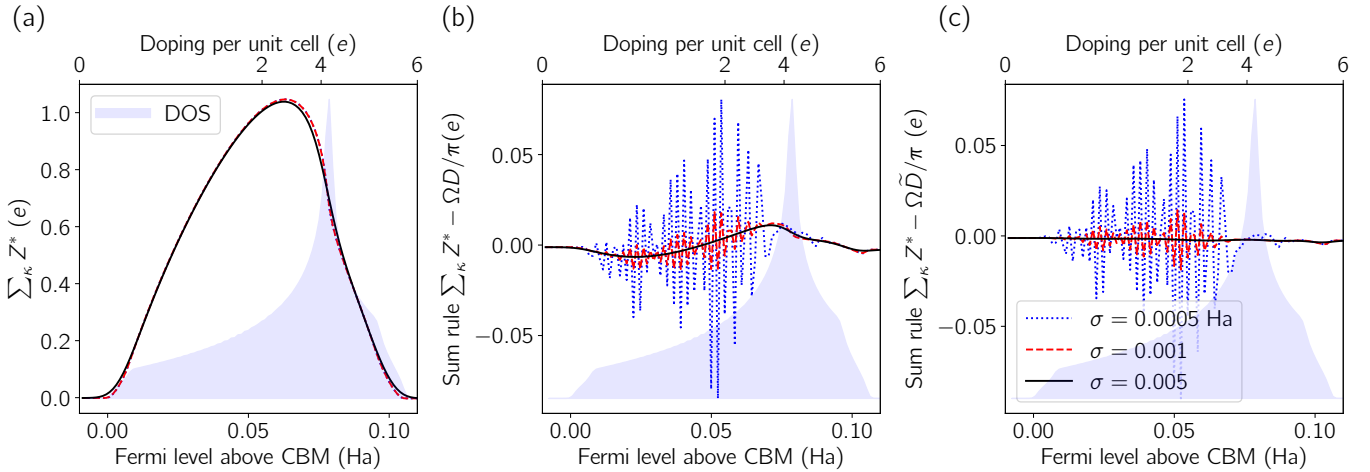 (a)
Doping per unit cell (e)
0 2 4 6
1.0
0.8
0.6
0.4
0.2
0.0
∑κ Z* (e)
DOS
0.00 0.05 0.10
Fermi level above CBM (Ha)
(b)
Doping per unit cell (e)
0 2 4 6
0.05
0.00
−0.05
Sum rule ∑κ Z* − ΩD/π(e)
0.00 0.05 0.10
Fermi level above CBM (Ha)
(c)
Doping per unit cell (e)
0 2 4 6
0.05
0.00
−0.05
Sum rule ∑κ Z* − ΩD̃/π (e)
σ = 0.0005 Ha
σ = 0.001
σ = 0.005
0.00 0.05 0.10
Fermi level above CBM (Ha)